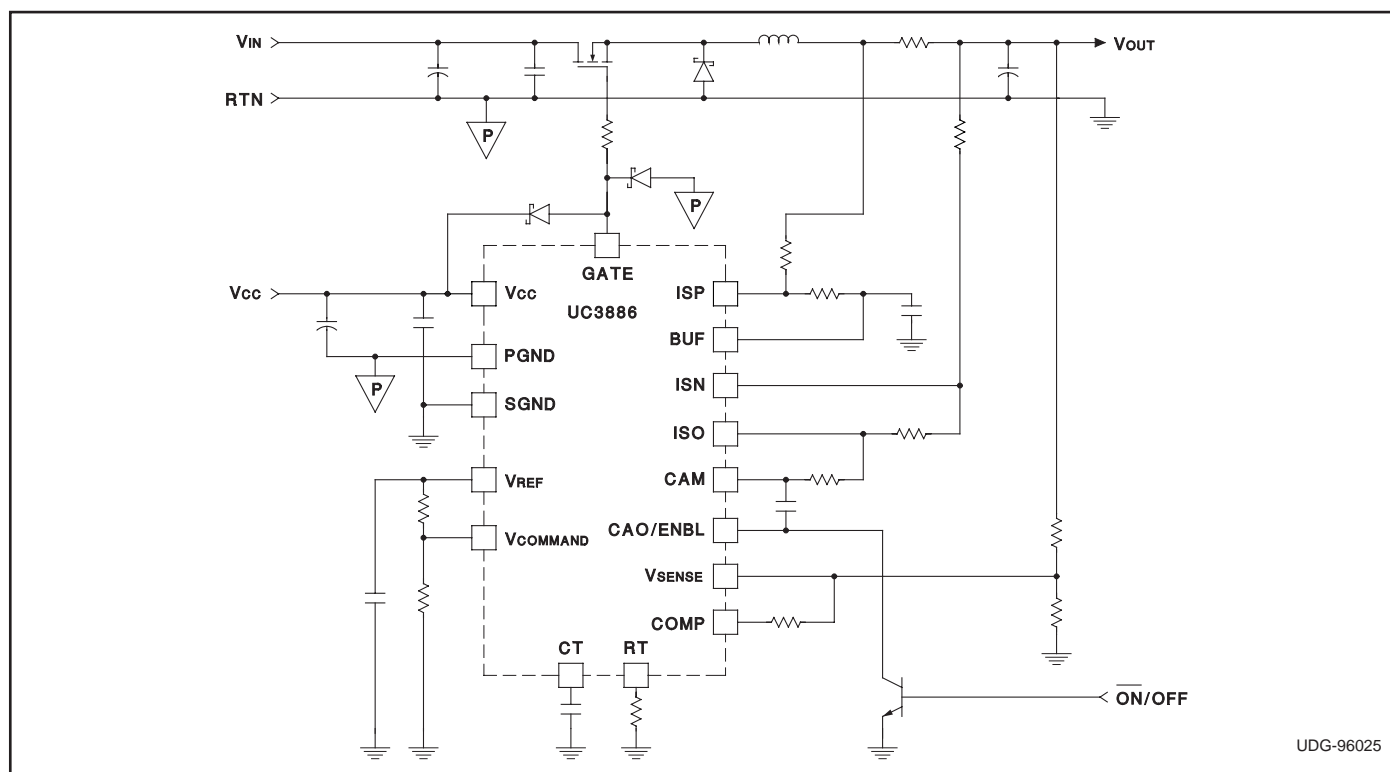 VIN
VOUT
RTN
P
P
GATE
VCC
VCC
ISP
UC3886
BUF
PGND
P
ISN
SGND
ISO
VREF
CAM
CAO/ENBL
VCOMMAND
VSENSE
COMP
CT
RT
ON/OFF
UDG-96025